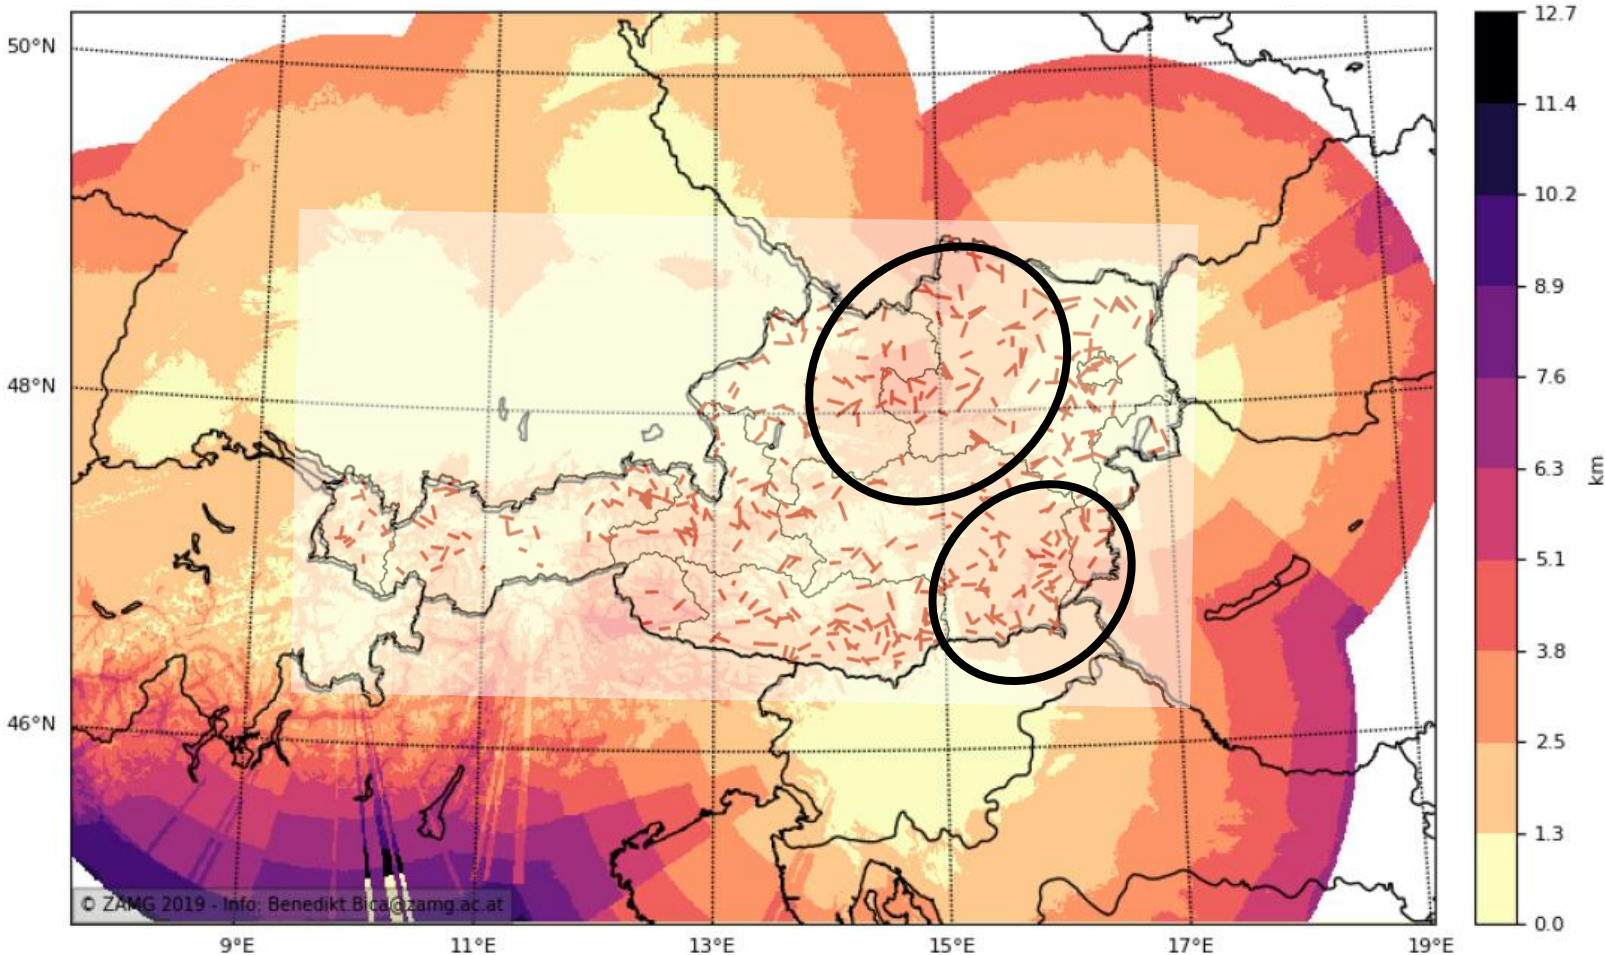 50°N
48°N
46°N
9°E
11°E
13°E
15°E
17°E
19°E
© ZAMG 2019 - Info: Benedikt.Bica@zamg.ac.at
12.7
11.4
10.2
8.9
7.6
6.3
5.1
3.8
2.5
1.3
0.0
km